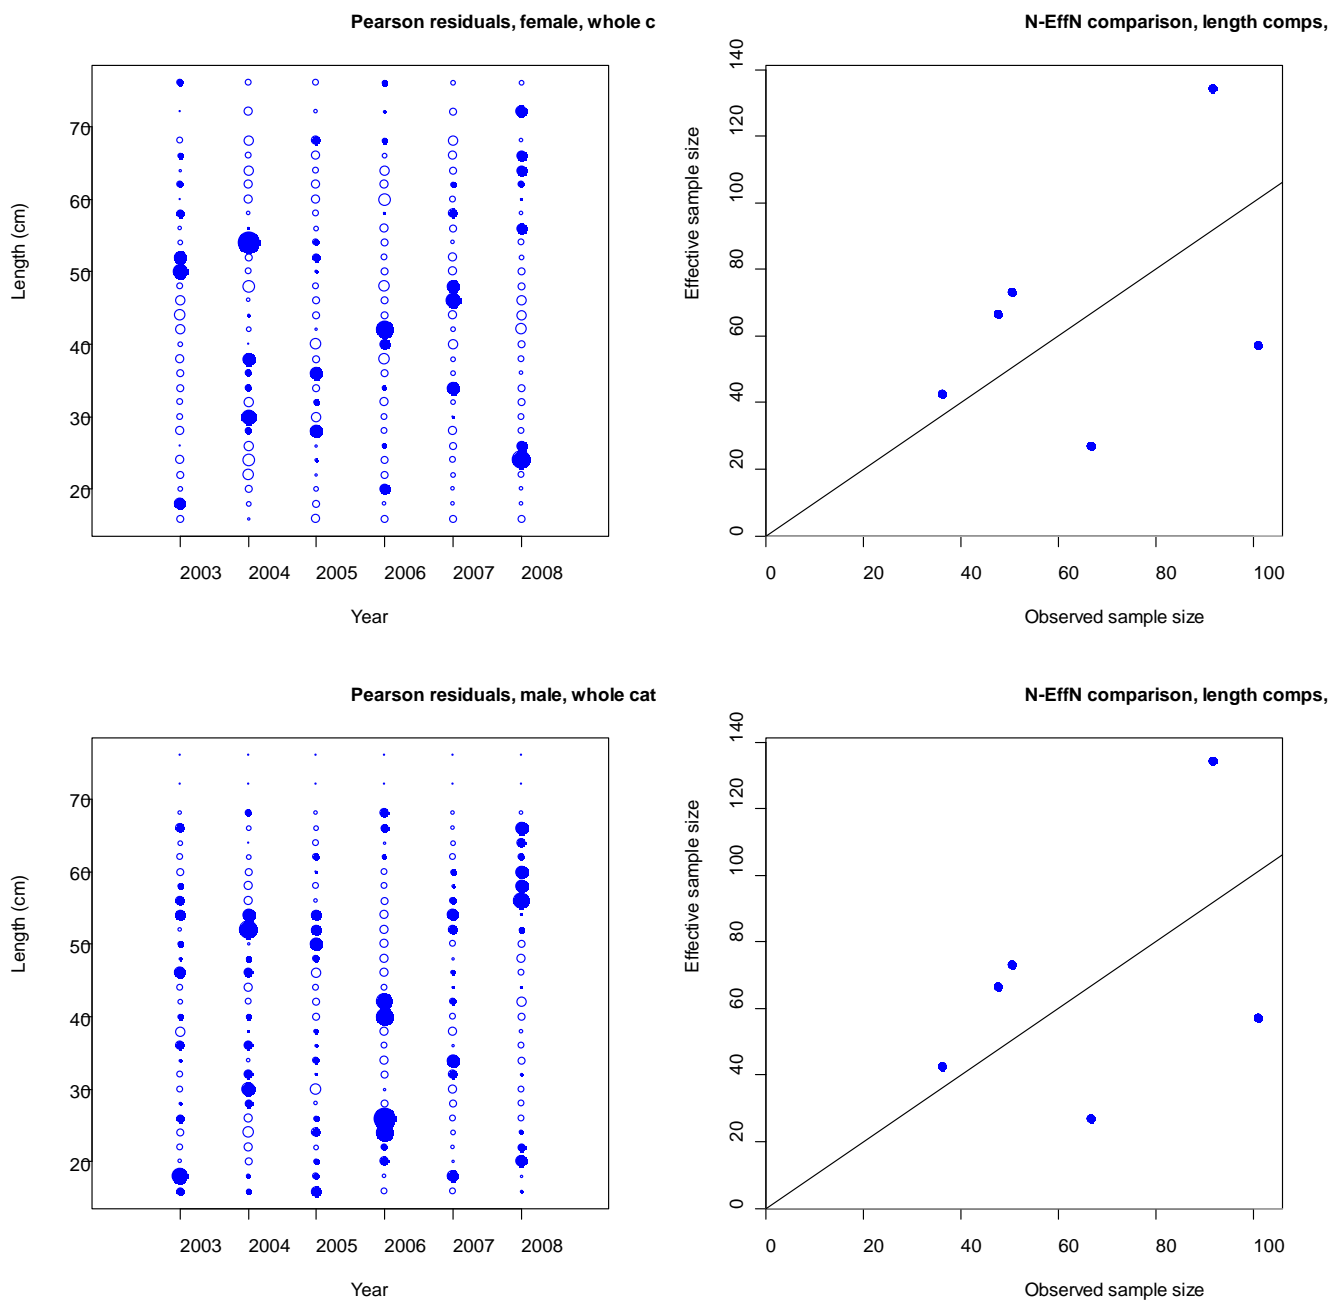 Pearson residuals, female, whole c
Length (cm)
70
60
50
40
30
20
2003 2004 2005 2006 2007 2008
Year
N-EffN comparison, length comps,
Effective sample size
140
120
100
80
60
40
20
0
0 20 40 60 80 100
Observed sample size
Pearson residuals, male, whole cat
Length (cm)
70
60
50
40
30
20
2003 2004 2005 2006 2007 2008
Year
N-EffN comparison, length comps,
Effective sample size
140
120
100
80
60
40
20
0
0 20 40 60 80 100
Observed sample size